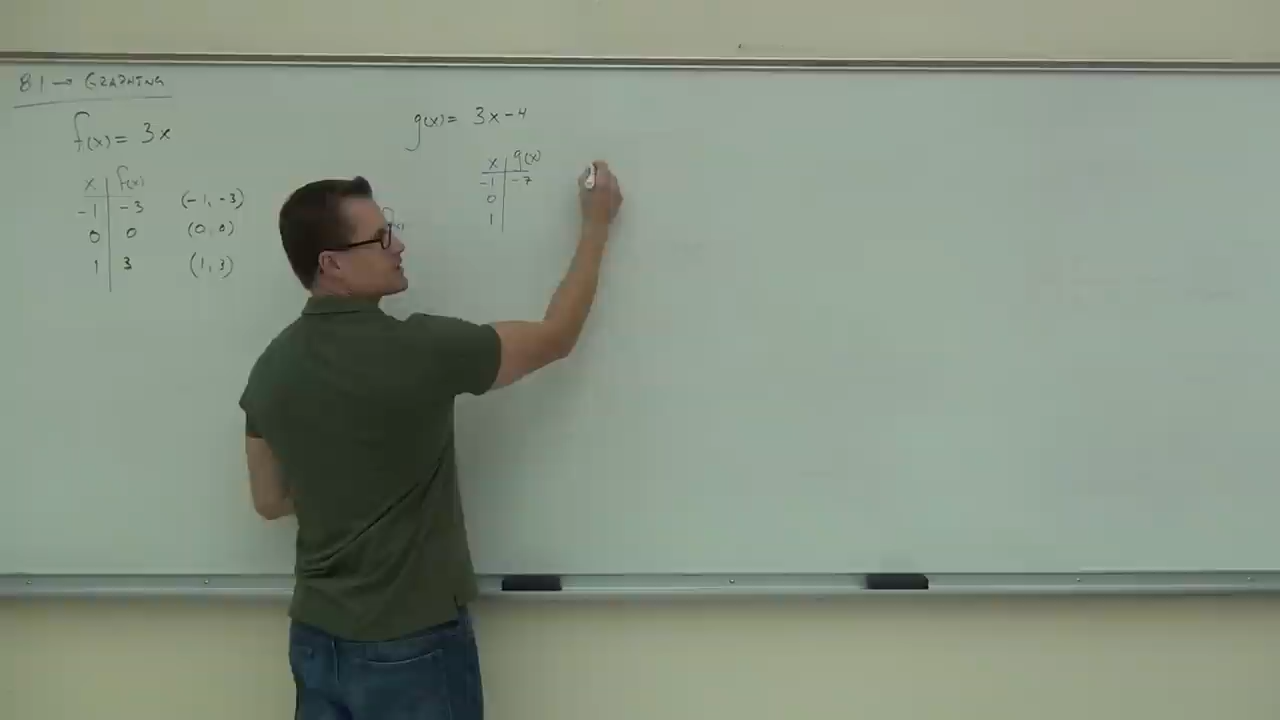 8.1 → GRAPHING
f(x) = 3x
x f(x)
-1 -3 (-1, -3)
0 0 (0, 0)
1 3 (1, 3)
g(x) = 3x - 4
x g(x)
-1 -7
0
1